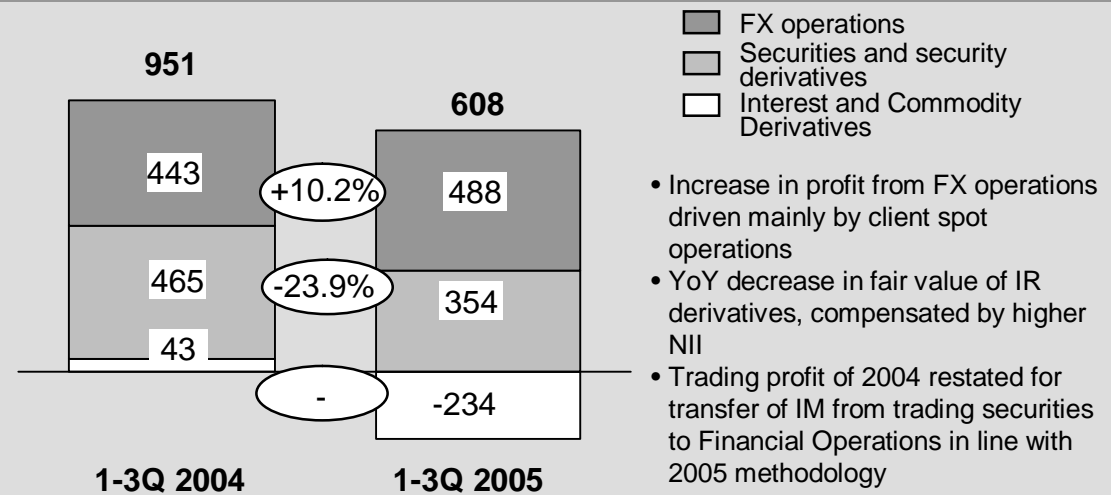 951
443
465
43
1-3Q 2004
+10.2%
-23.9%
-
608
488
354
-234
1-3Q 2005
FX operations
Securities and security
derivatives
Interest and Commodity
Derivatives
• Increase in profit from FX operations
driven mainly by client spot
operations
• YoY decrease in fair value of IR
derivatives, compensated by higher
NII
• Trading profit of 2004 restated for
transfer of IM from trading securities
to Financial Operations in line with
2005 methodology